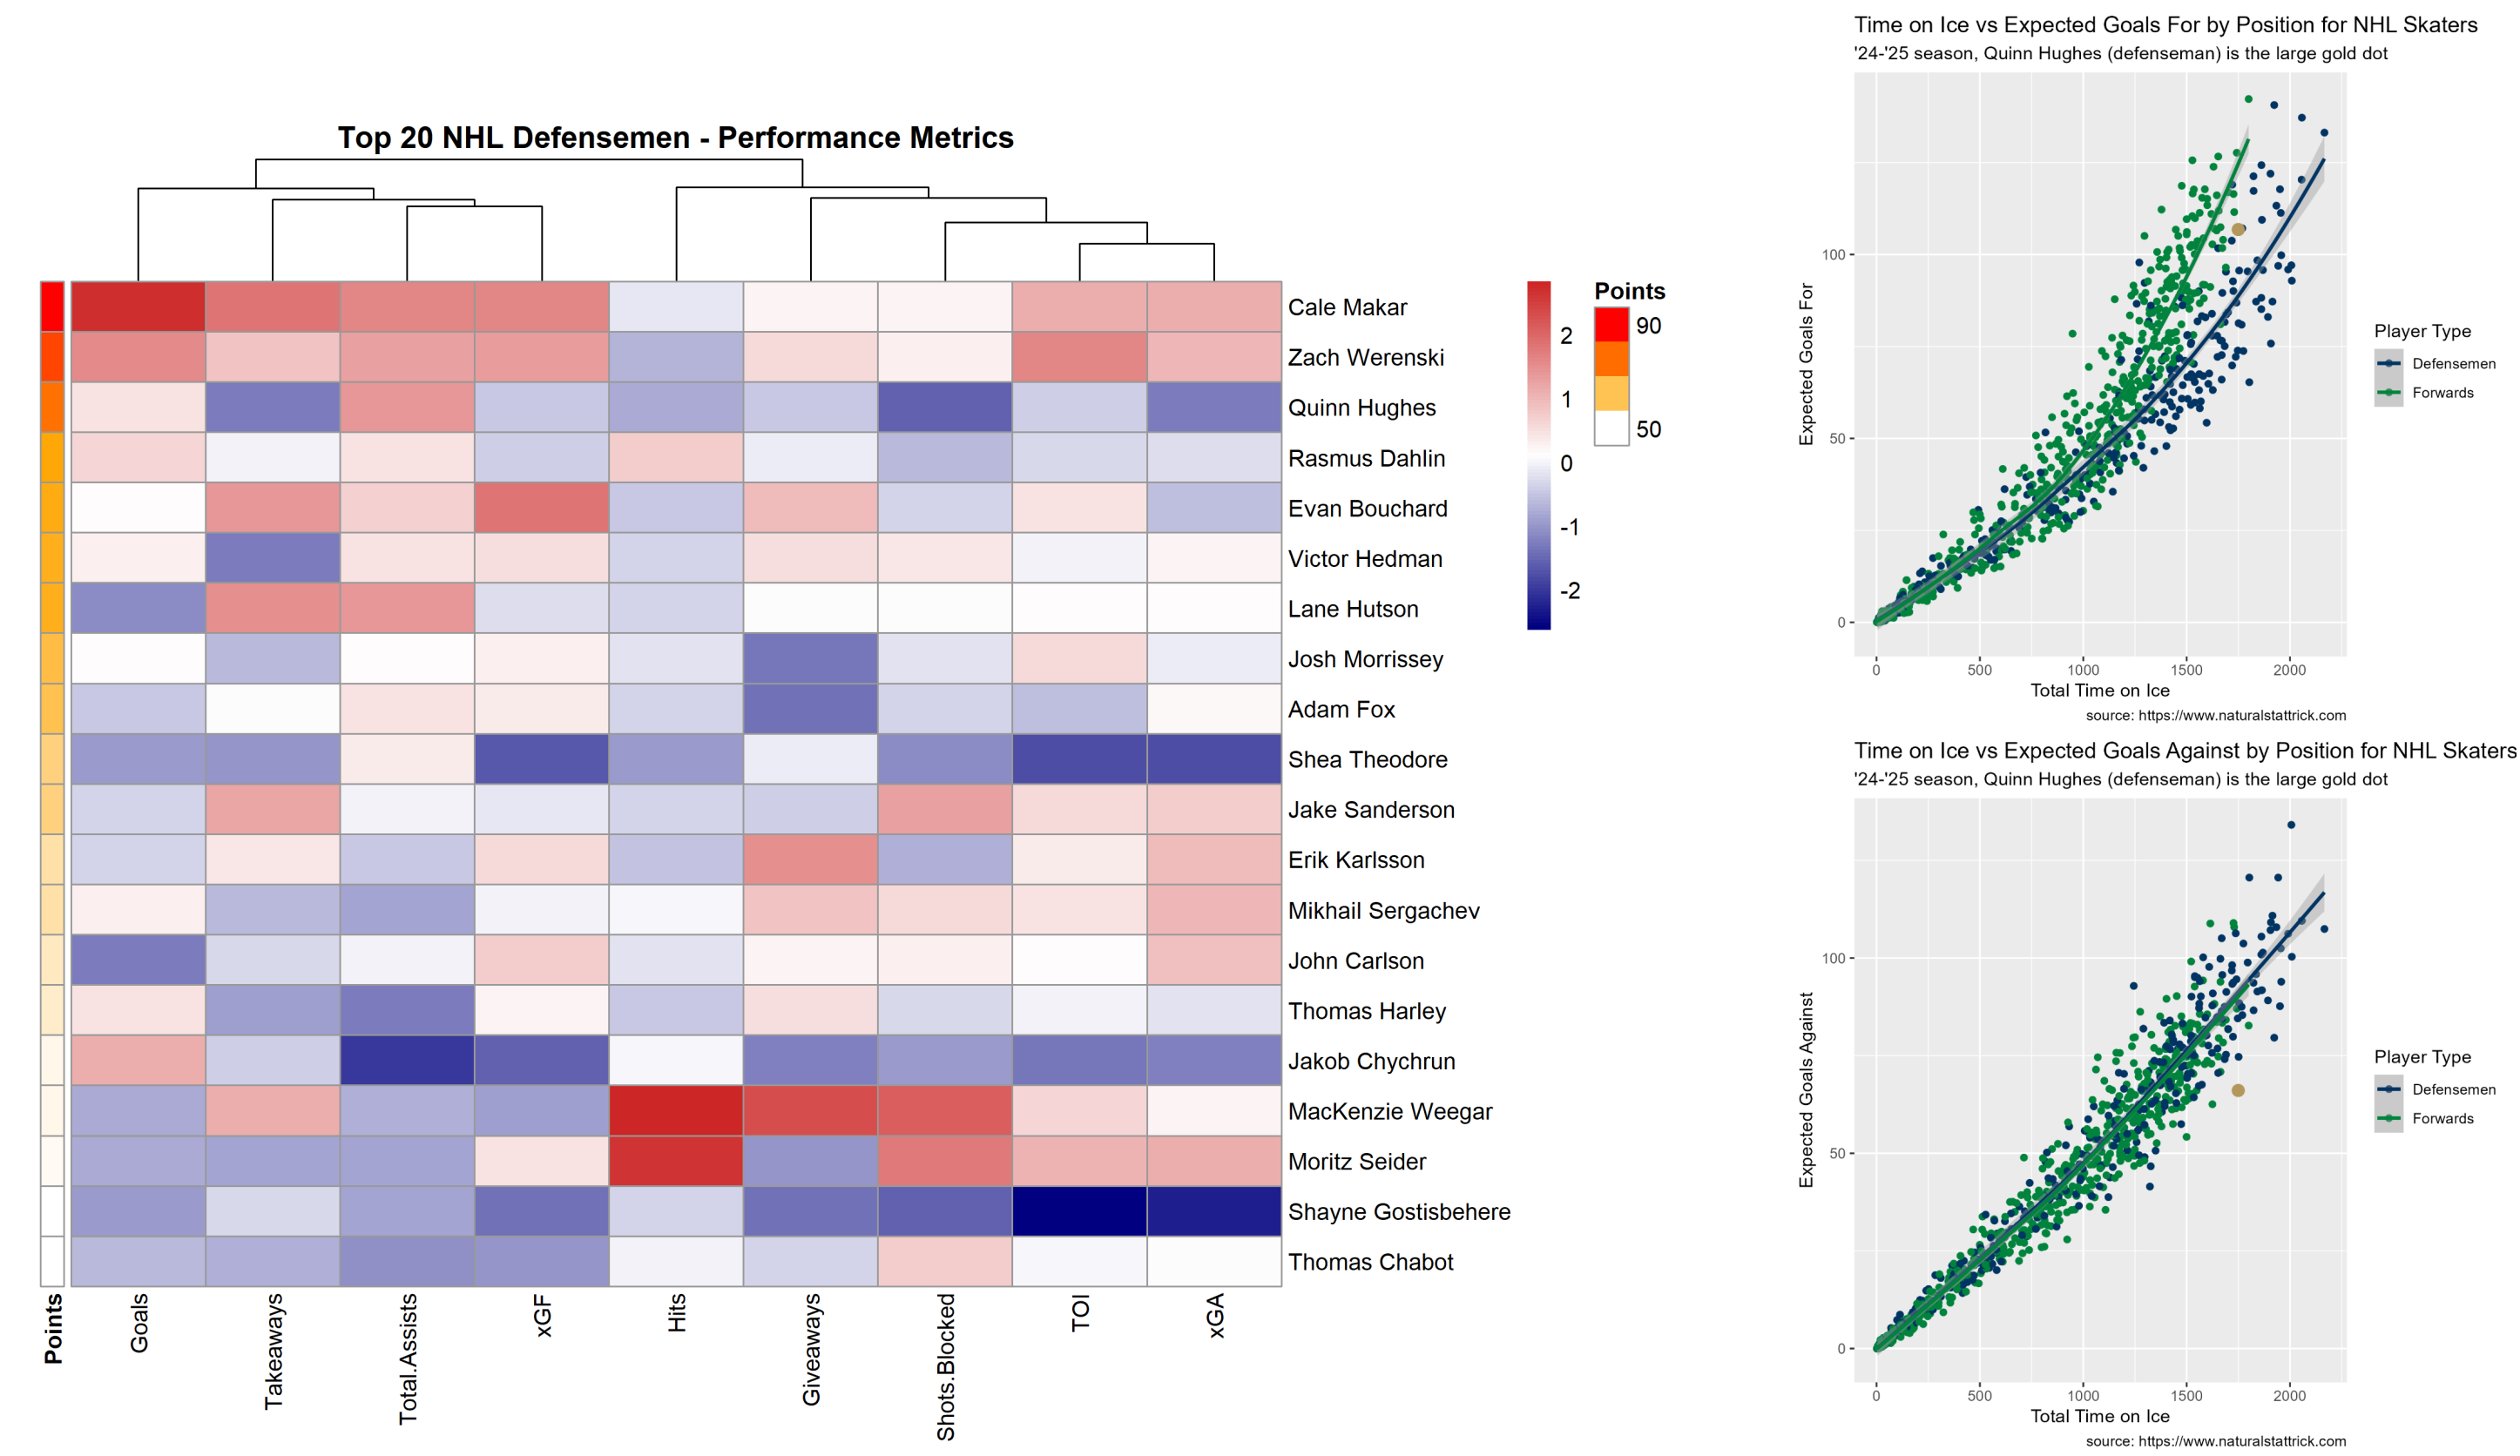 Top 20 NHL Defensemen - Performance Metrics
Cale Makar
Zach Werenski
Quinn Hughes
Rasmus Dahlin
Evan Bouchard
Victor Hedman
Lane Hutson
Josh Morrissey
Adam Fox
Shea Theodore
Jake Sanderson
Erik Karlsson
Mikhail Sergachev
John Carlson
Thomas Harley
Jakob Chychrun
MacKenzie Weegar
Moritz Seider
Shayne Gostisbehere
Thomas Chabot
Points
Goals
Takeaways
Total.Assists
xGF
Hits
Giveaways
Shots.Blocked
TOI
xGA
2
1
0
-1
-2
Points
90
50
Time on Ice vs Expected Goals For by Position for NHL Skaters
'24-'25 season, Quinn Hughes (defenseman) is the large gold dot
Expected Goals For
100
50
0
0
500
1000
1500
2000
Total Time on Ice
source: https://www.naturalstattrick.com
Player Type
Defensemen
Forwards
Time on Ice vs Expected Goals Against by Position for NHL Skaters
'24-'25 season, Quinn Hughes (defenseman) is the large gold dot
Expected Goals Against
100
50
0
0
500
1000
1500
2000
Total Time on Ice
source: https://www.naturalstattrick.com
Player Type
Defensemen
Forwards